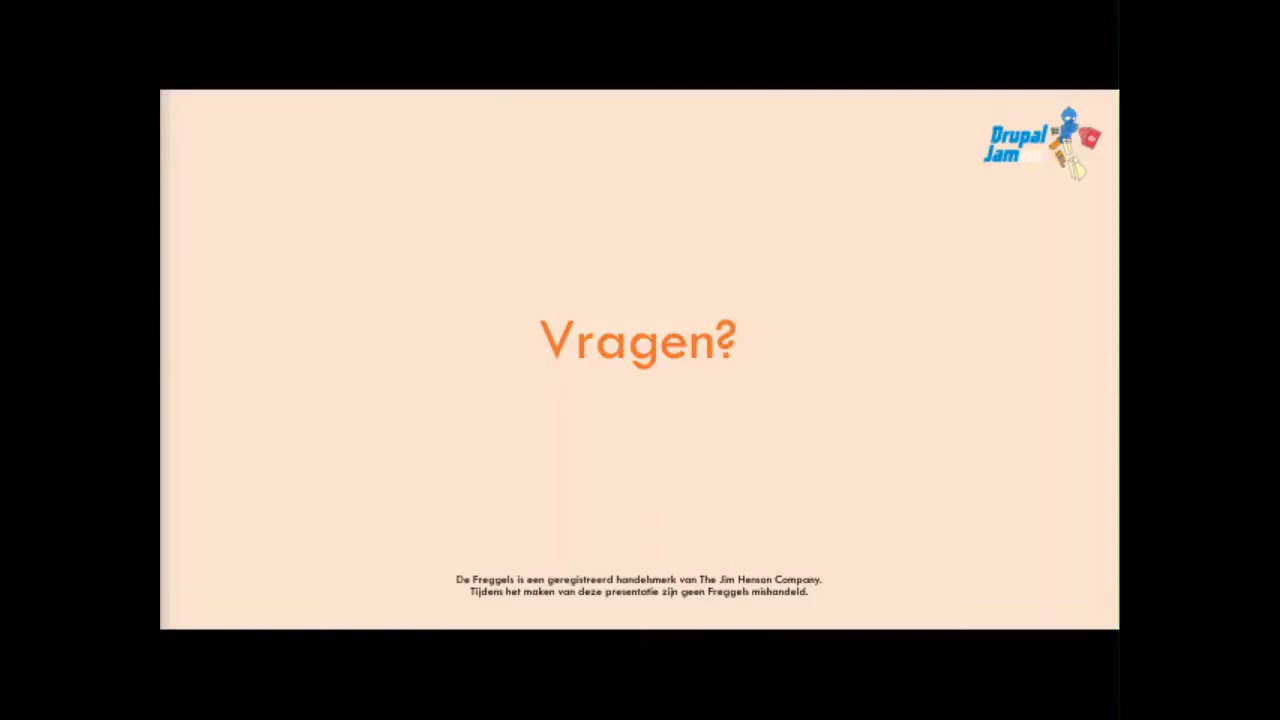 Drupal
Jam
Vragen?
De Freggels is een geregistreerd handelsmerk van The Jim Henson Company.
Tijdens het maken van deze presentatie zijn geen Freggels mishandeld.